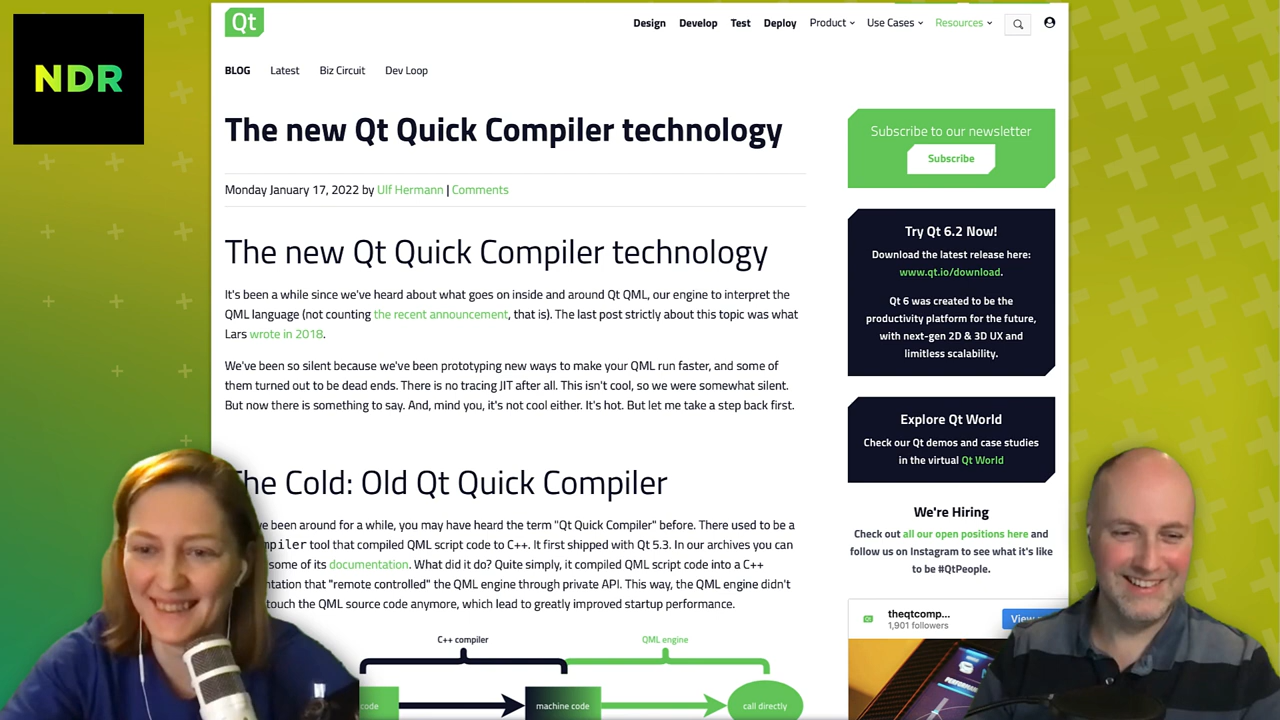 NDR
Qt
Design Develop Test Deploy Product Use Cases Resources
BLOG Latest Biz Circuit Dev Loop
The new Qt Quick Compiler technology
Monday January 17, 2022 by Ulf Hermann | Comments
The new Qt Quick Compiler technology
It's been a while since we've heard about what goes on inside and around Qt QML, our engine to interpret the
QML language (not counting the recent announcement, that is). The last post strictly about this topic was what
Lars wrote in 2018.
We've been so silent because we've been prototyping new ways to make your QML run faster, and some of
them turned out to be dead ends. There is no tracing JIT after all. This isn't cool, so we were somewhat silent.
But now there is something to say. And, mind you, it's not cool either. It's hot. But let me take a step back first.
The Cold: Old Qt Quick Compiler
've been around for a while, you may have heard the term "Qt Quick Compiler" before. There used to be a
mpiler tool that compiled QML script code to C++. It first shipped with Qt 5.3. In our archives you can
some of its documentation. What did it do? Quite simply, it compiled QML script code into a C++
ntation that "remote controlled" the QML engine through private API. This way, the QML engine didn't
touch the QML source code anymore, which lead to greatly improved startup performance.
C++ compiler QML engine
code machine code call directly
Subscribe to our newsletter
Subscribe
Try Qt 6.2 Now!
Download the latest release here:
www.qt.io/download.
Qt 6 was created to be the
productivity platform for the future,
with next-gen 2D & 3D UX and
limitless scalability.
Explore Qt World
Check our Qt demos and case studies
in the virtual Qt World
We're Hiring
Check out all our open positions here and
follow us on Instagram to see what it's like
to be #QtPeople.
theqtcomp...
1,901 followers
View